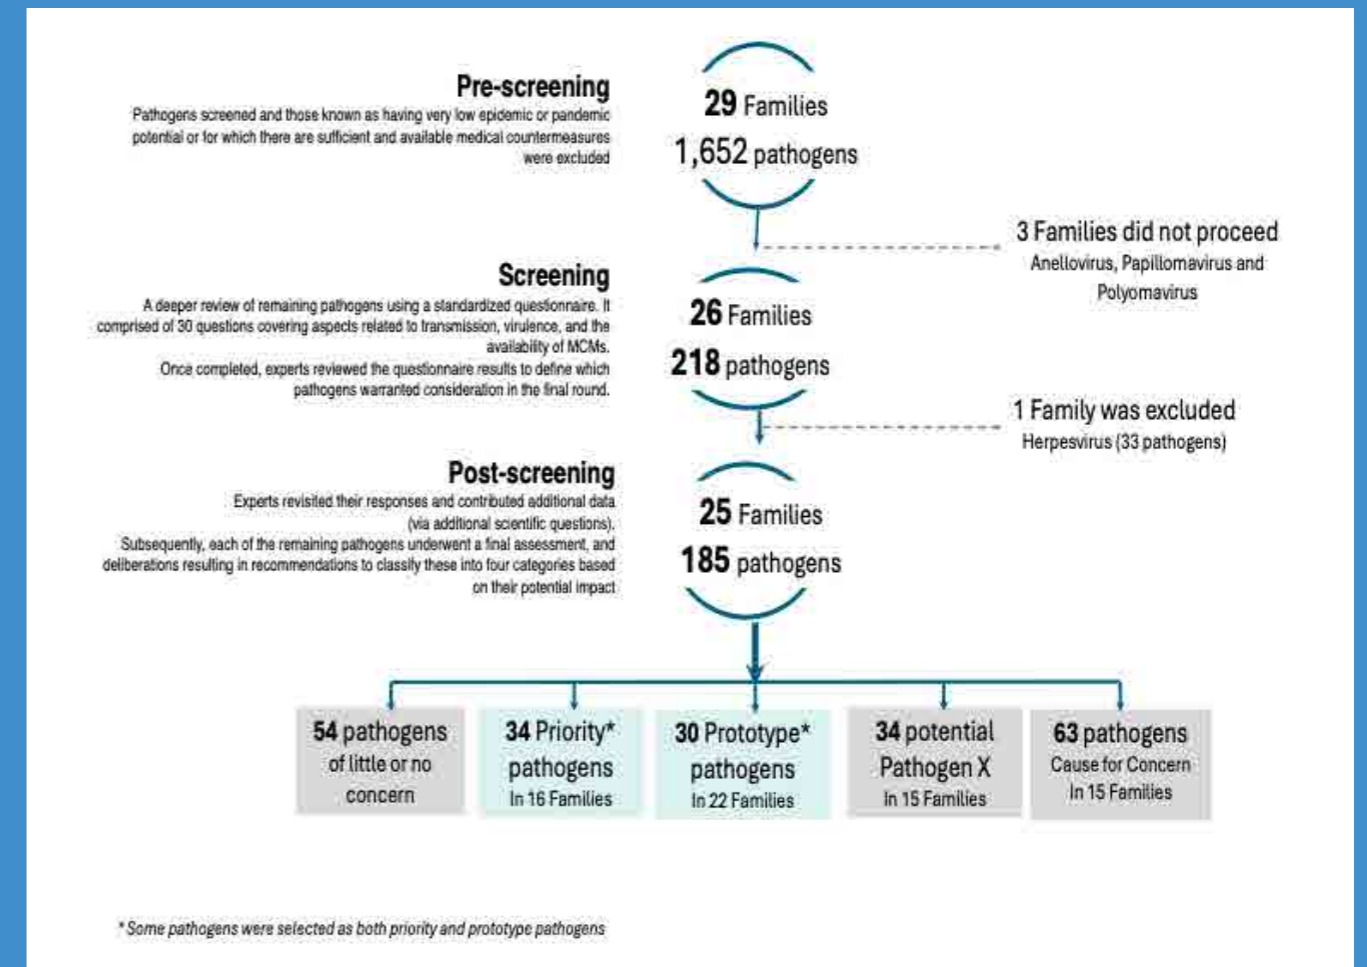 Pre-screening
Pathogens screened and those known as having very low epidemic or pandemic
potential or for which there are sufficient and available medical countermeasures
were excluded
29 Families
1,652 pathogens
3 Families did not proceed
Anellovirus, Papillomavirus and
Polyomavirus
Screening
A deeper review of remaining pathogens using a standardized questionnaire. It
comprised of 30 questions covering aspects related to transmission, virulence, and the
availability of MCMs.
Once completed, experts reviewed the questionnaire results to define which
pathogens warranted consideration in the final round.
26 Families
218 pathogens
1 Family was excluded
Herpesvirus (33 pathogens)
Post-screening
Experts revisited their responses and contributed additional data
(via additional scientific questions).
Subsequently, each of the remaining pathogens underwent a final assessment, and
deliberations resulting in recommendations to classify these into four categories based
on their potential impact
25 Families
185 pathogens
54 pathogens
of little or no
concern
34 Priority*
pathogens
In 16 Families
30 Prototype*
pathogens
In 22 Families
34 potential
Pathogen X
In 15 Families
63 pathogens
Cause for Concern
In 15 Families
* Some pathogens were selected as both priority and prototype pathogens